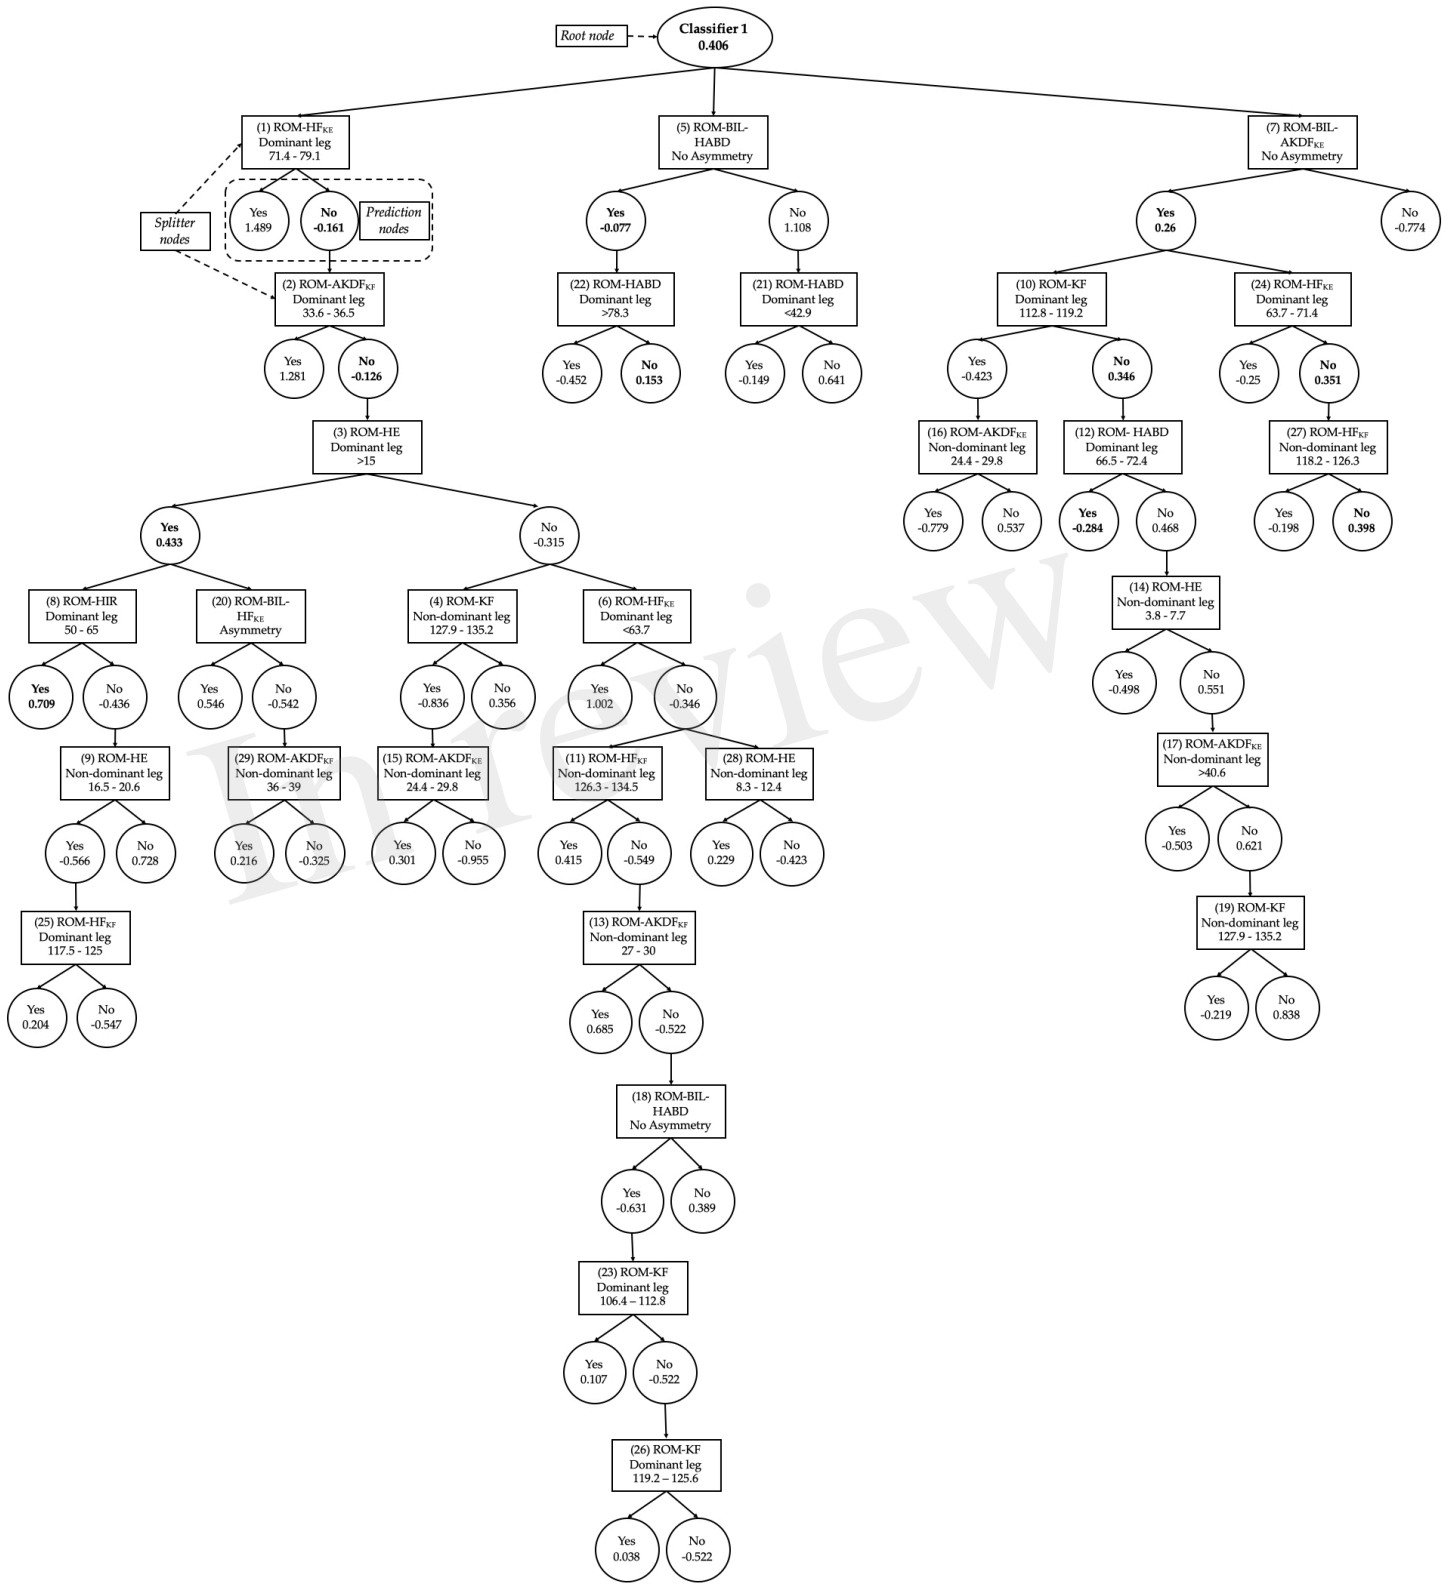 Root node
Classifier 1
0.406
(1) ROM-HFKE
Dominant leg
71.4 - 79.1
(5) ROM-BIL-
HABD
No Asymmetry
(7) ROM-BIL-
AKDFKE
No Asymmetry
Splitter
nodes
Yes
1.489
No
-0.161
Prediction
nodes
Yes
-0.077
No
1.108
Yes
0.26
No
-0.774
(2) ROM-AKDFKF
Dominant leg
33.6 - 36.5
(22) ROM-HABD
Dominant leg
>78.3
(21) ROM-HABD
Dominant leg
<42.9
(10) ROM-KF
Dominant leg
112.8 - 119.2
(24) ROM-HFKE
Dominant leg
63.7 - 71.4
Yes
1.281
No
-0.126
Yes
-0.452
No
0.153
Yes
-0.149
No
0.641
Yes
-0.423
No
0.346
Yes
-0.25
No
0.351
(3) ROM-HE
Dominant leg
>15
(16) ROM-AKDFKE
Non-dominant leg
24.4 - 29.8
(12) ROM- HABD
Dominant leg
66.5 - 72.4
(27) ROM-HFKF
Non-dominant leg
118.2 - 126.3
Yes
0.433
No
-0.315
Yes
-0.779
No
0.537
Yes
-0.284
No
0.468
Yes
-0.198
No
0.398
(8) ROM-HIR
Dominant leg
50 - 65
(20) ROM-BIL-
HFKE
Asymmetry
(4) ROM-KF
Non-dominant leg
127.9 - 135.2
(6) ROM-HFKE
Dominant leg
<63.7
(14) ROM-HE
Non-dominant leg
3.8 - 7.7
Yes
0.709
No
-0.436
Yes
0.546
No
-0.542
Yes
-0.836
No
0.356
Yes
1.002
No
-0.346
Yes
-0.498
No
0.551
(9) ROM-HE
Non-dominant leg
16.5 - 20.6
(29) ROM-AKDFKF
Non-dominant leg
36 - 39
(15) ROM-AKDFKE
Non-dominant leg
24.4 - 29.8
(11) ROM-HFKF
Non-dominant leg
126.3 - 134.5
(28) ROM-HE
Non-dominant leg
8.3 - 12.4
(17) ROM-AKDFKE
Non-dominant leg
>40.6
Yes
-0.566
No
0.728
Yes
0.216
No
-0.325
Yes
0.301
No
-0.955
Yes
0.415
No
-0.549
Yes
0.229
No
-0.423
Yes
-0.503
No
0.621
(25) ROM-HFKF
Dominant leg
117.5 - 125
(13) ROM-AKDFKF
Non-dominant leg
27 - 30
(19) ROM-KF
Non-dominant leg
127.9 - 135.2
Yes
0.204
No
-0.547
Yes
0.685
No
-0.522
Yes
-0.219
No
0.838
(18) ROM-BIL-
HABD
No Asymmetry
Yes
-0.631
No
0.389
(23) ROM-KF
Dominant leg
106.4 – 112.8
Yes
0.107
No
-0.522
(26) ROM-KF
Dominant leg
119.2 – 125.6
Yes
0.038
No
-0.522
In review